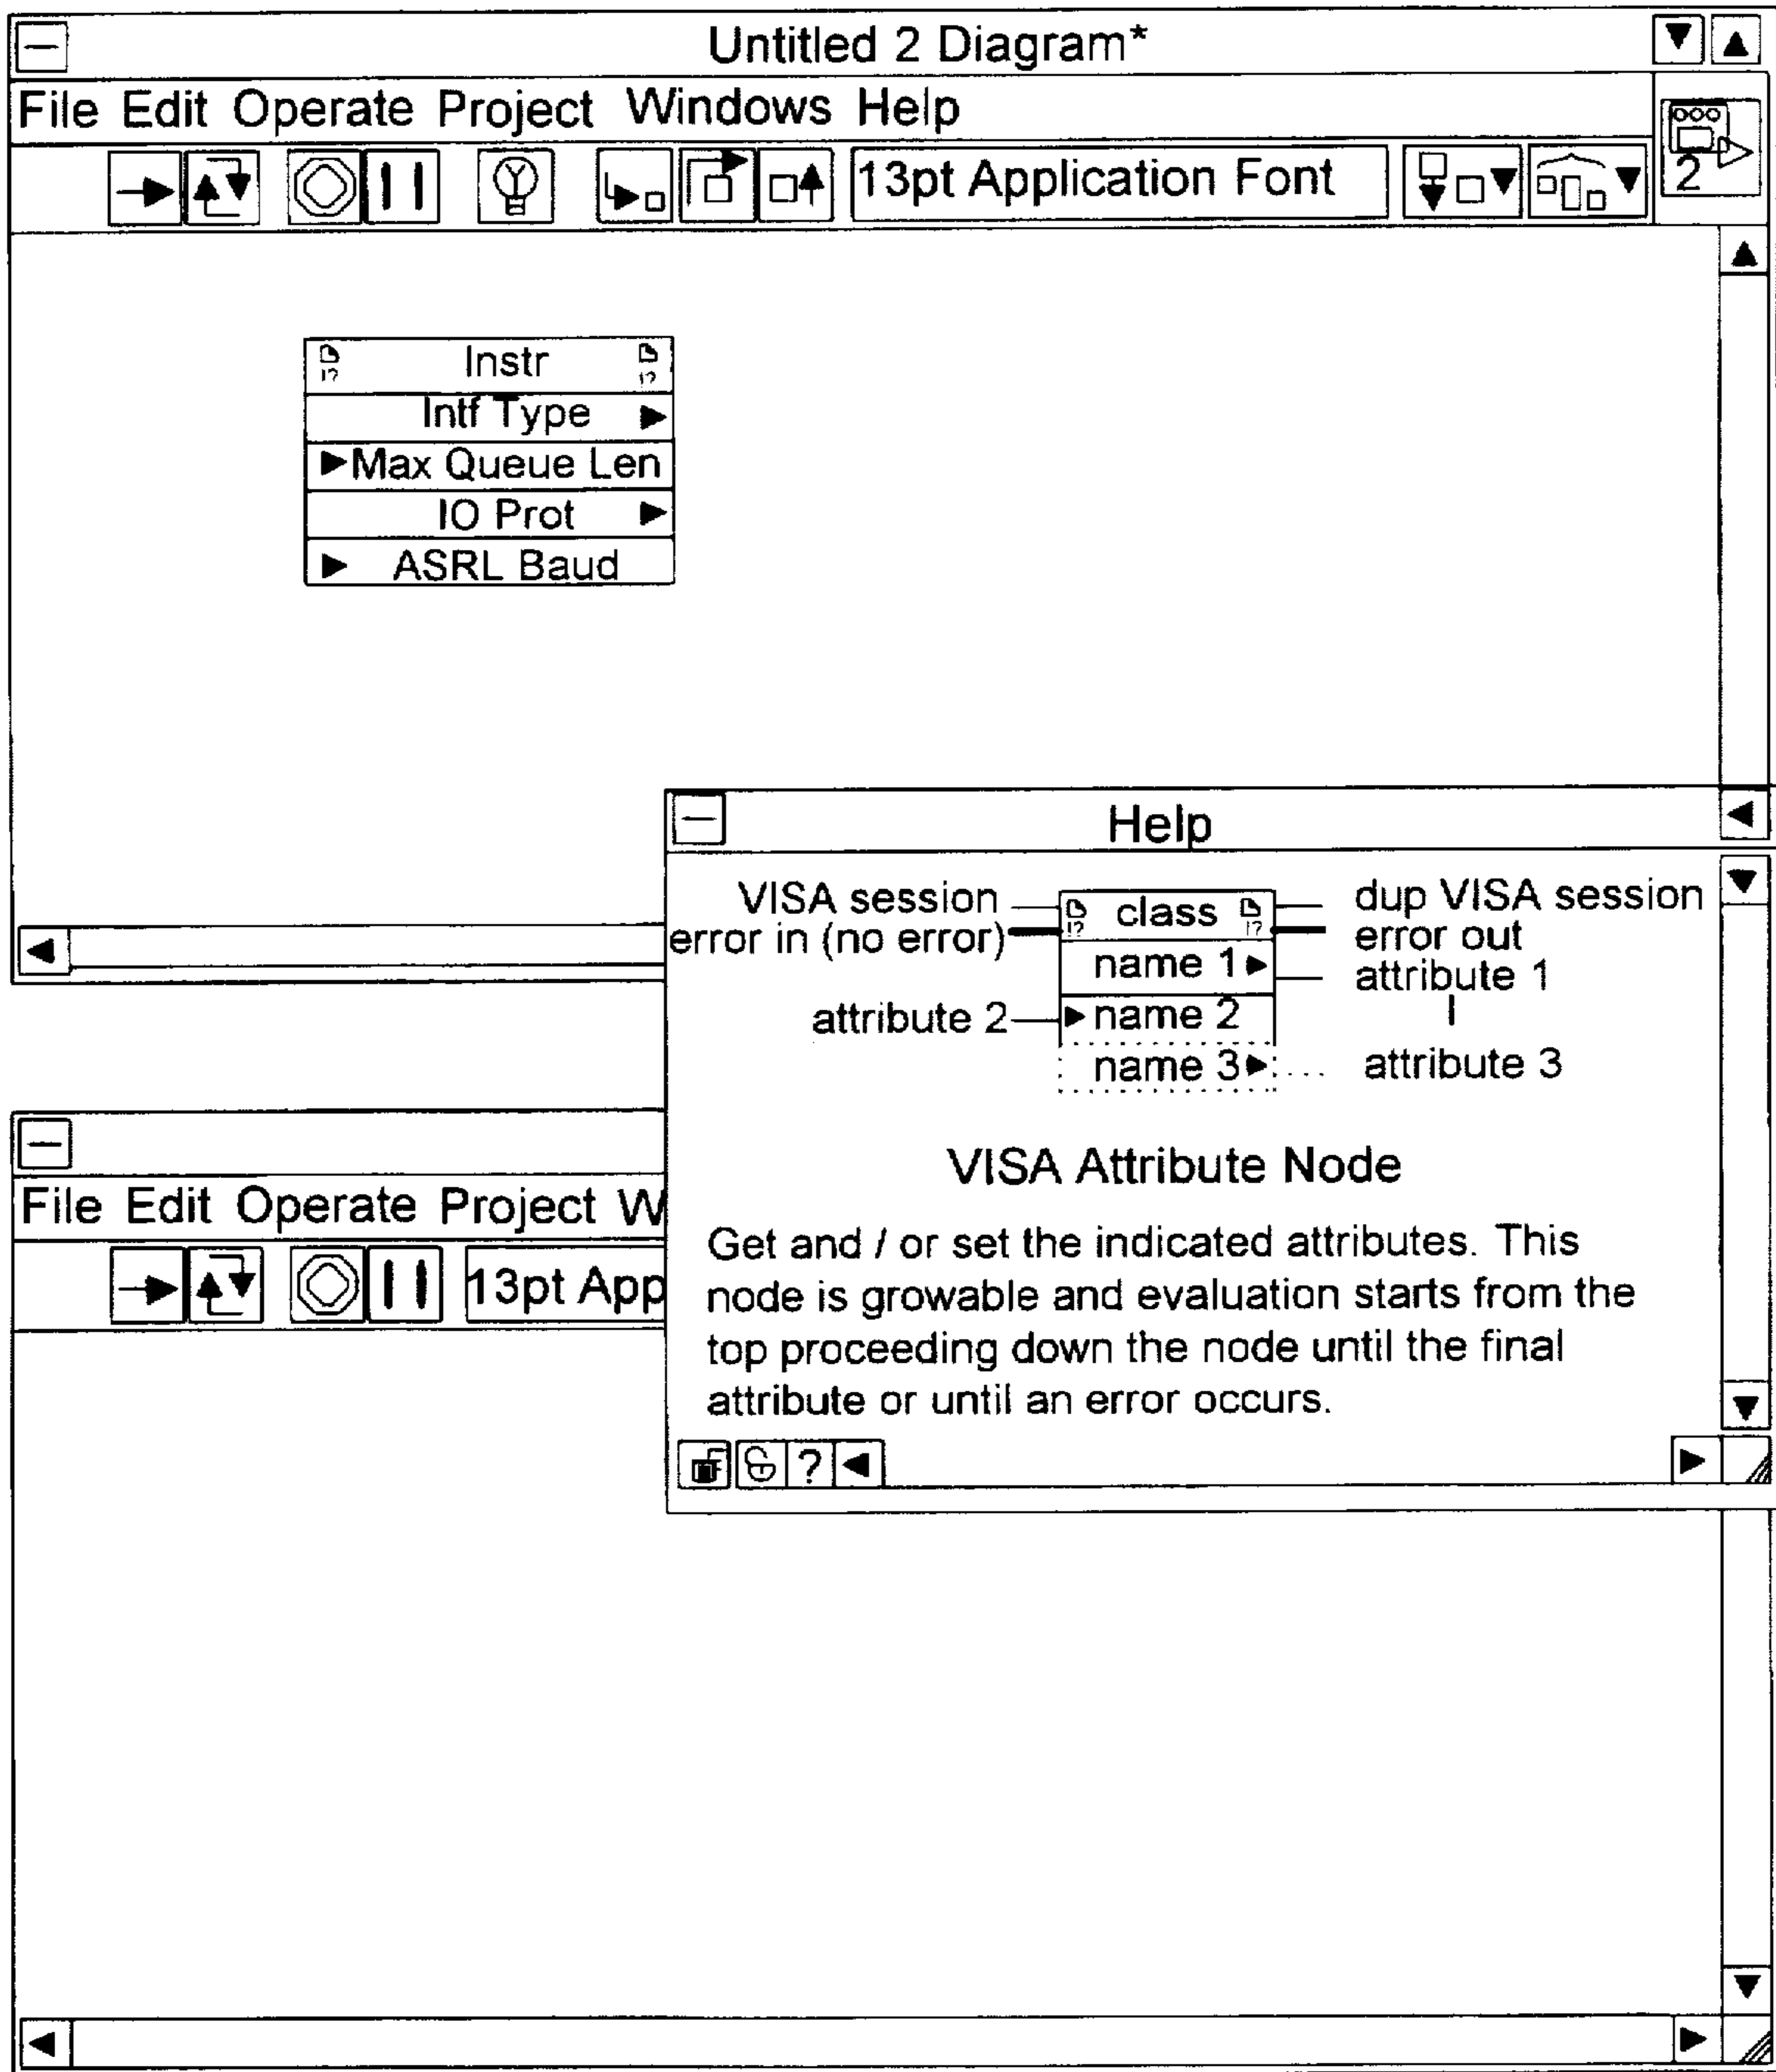 Untitled 2 Diagram*
File Edit Operate Project Windows Help
13pt Application Font
2
Instr
!?
!?
Intf Type
Max Queue Len
IO Prot
ASRL Baud
Help
VISA session
error in (no error)
attribute 2
class
!?
!?
name 1
name 2
name 3
dup VISA session
error out
attribute 1
attribute 3
VISA Attribute Node
Get and / or set the indicated attributes. This
node is growable and evaluation starts from the
top proceeding down the node until the final
attribute or until an error occurs.
?
File Edit Operate Project W
13pt App